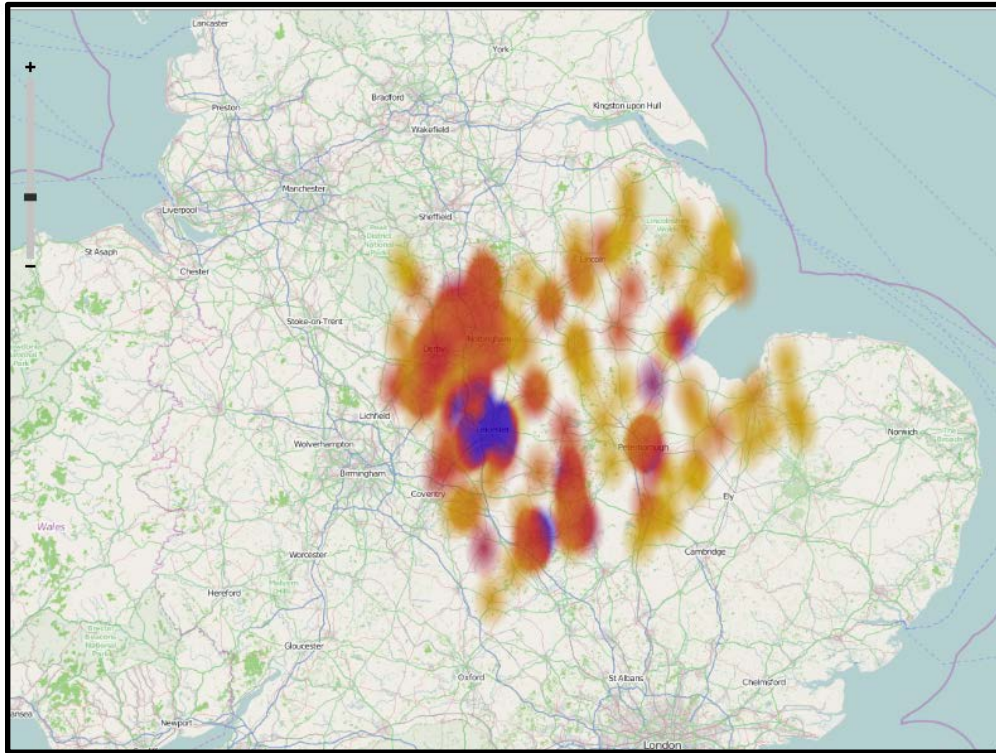 Lancaster
York
Bradford
Preston
Kingston upon Hull
Wakefield
Manchester
Liverpool
Sheffield
St Asaph
Chester
Lincoln
Stoke-on-Trent
Nottingham
Derby
Lichfield
Leicester
Norwich
Wolverhampton
Peterborough
Birmingham
Coventry
Ely
Wales
Worcester
Cambridge
Hereford
Gloucester
Oxford
St Albans
Chelmsford
Newport
London